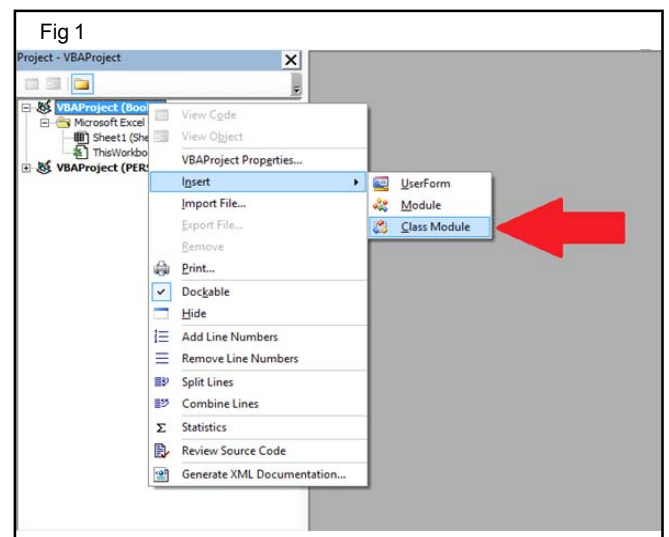 Fig 1
Project - VBAProject
VBAProject (Boo
Microsoft Excel
Sheet1 (She
ThisWorkbo
VBAProject (PER
View Code
View Object
VBAProject Properties...
Insert
Import File...
Export File...
Remove
Print...
Dockable
Hide
Add Line Numbers
Remove Line Numbers
Split Lines
Combine Lines
Σ Statistics
Review Source Code
Generate XML Documentation...
UserForm
Module
Class Module